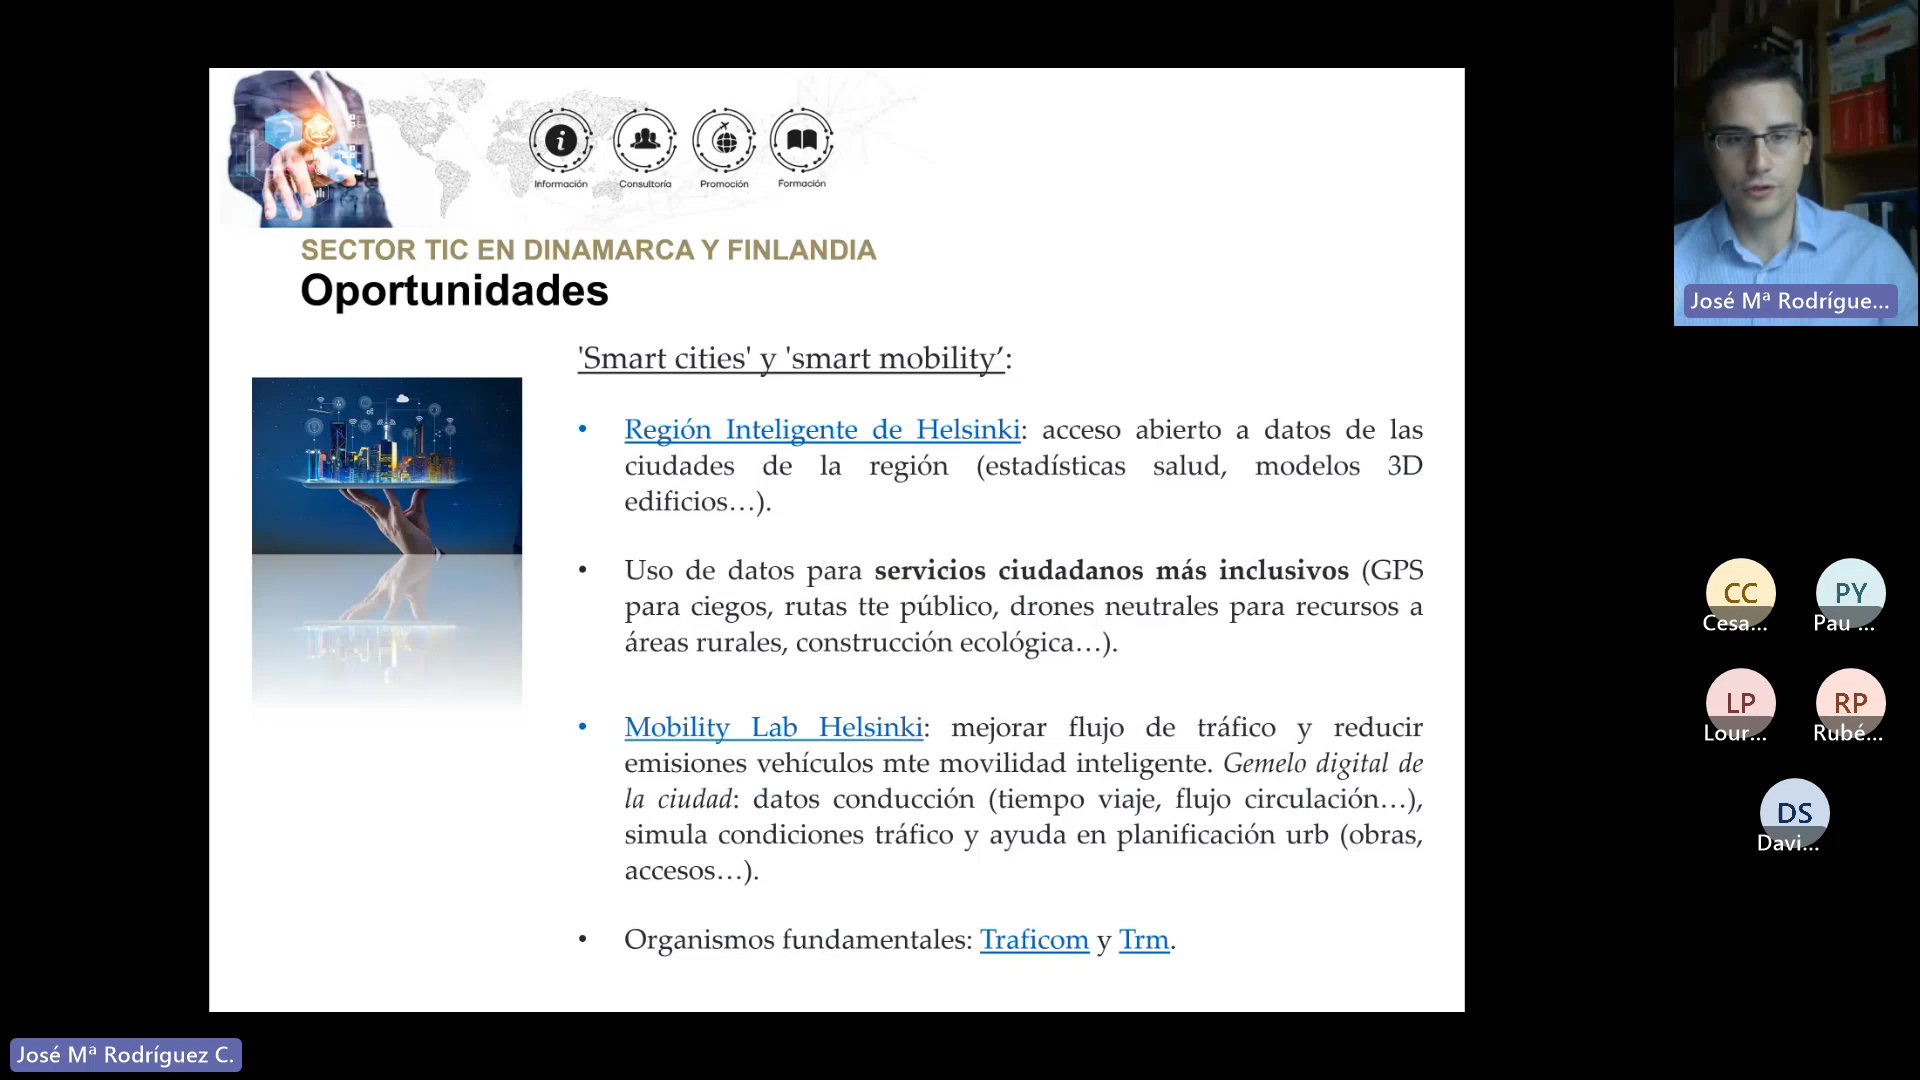 Información
Consultoría
Promoción
Formación
SECTOR TIC EN DINAMARCA Y FINLANDIA
Oportunidades
'Smart cities' y 'smart mobility’:
• Región Inteligente de Helsinki: acceso abierto a datos de las
ciudades de la región (estadísticas salud, modelos 3D
edificios…).
• Uso de datos para servicios ciudadanos más inclusivos (GPS
para ciegos, rutas tte público, drones neutrales para recursos a
áreas rurales, construcción ecológica…).
• Mobility Lab Helsinki: mejorar flujo de tráfico y reducir
emisiones vehículos mte movilidad inteligente. Gemelo digital de
la ciudad: datos conducción (tiempo viaje, flujo circulación…),
simula condiciones tráfico y ayuda en planificación urb (obras,
accesos…).
• Organismos fundamentales: Traficom y Trm.
José Mª Rodrígue...
CC
Cesa...
PY
Pau ...
LP
Lour...
RP
Rubé...
DS
Davi...
José Mª Rodríguez C.